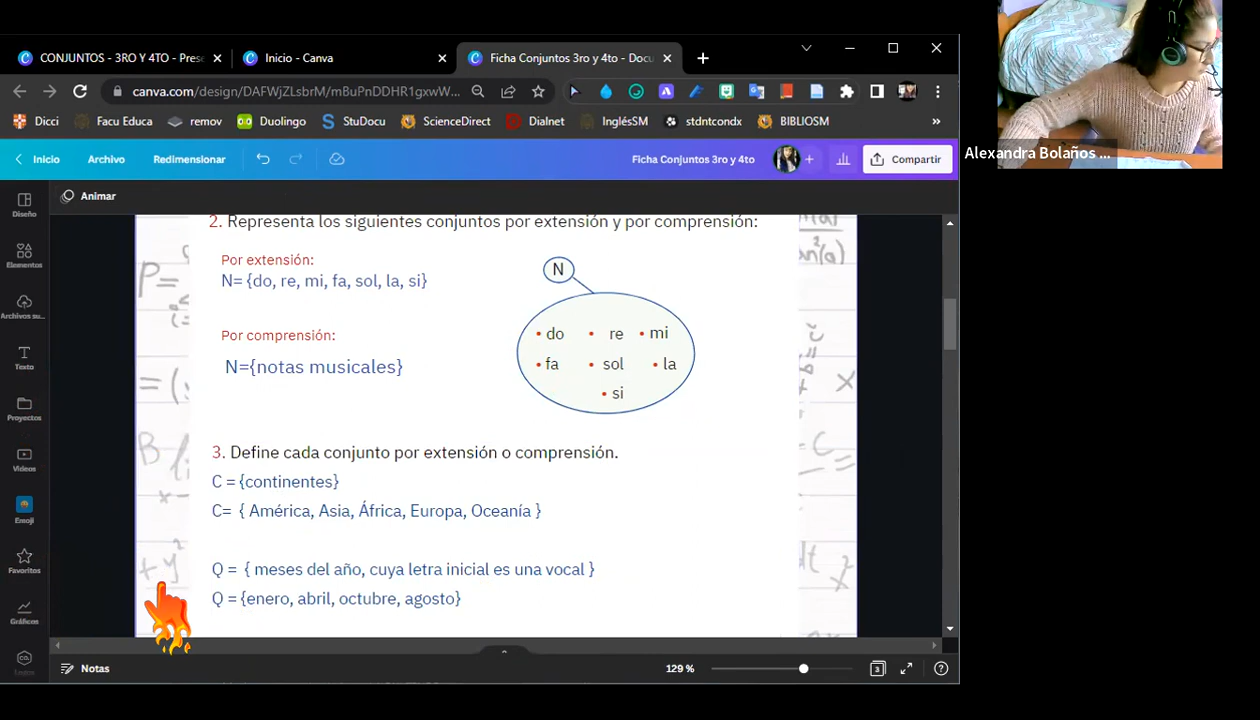 CONJUNTOS - 3RO Y 4TO - Prese
Inicio - Canva
Ficha Conjuntos 3ro y 4to - Docu
canva.com/design/DAFWjZLsbrM/mBuPnDDHR1gxwW...
Dicci
Facu Educa
remov
Duolingo
StuDocu
ScienceDirect
Dialnet
InglésSM
stdntcondx
BIBLIOSM
»
Inicio
Archivo
Redimensionar
Ficha Conjuntos 3ro y 4to
+
Compartir
Alexandra Bolaños ...
Animar
Diseño
Elementos
Archivos su...
Texto
Proyectos
Videos
Emoji
Favoritos
Gráficos
2. Representa los siguientes conjuntos por extensión y por comprensión:
Por extensión:
N= {do, re, mi, fa, sol, la, si}
Por comprensión:
N={notas musicales}
N
• do • re • mi
• fa • sol • la
• si
3. Define cada conjunto por extensión o comprensión.
C = {continentes}
C= { América, Asia, África, Europa, Oceanía }
Q = { meses del año, cuya letra inicial es una vocal }
Q = {enero, abril, octubre, agosto}
Notas
129 %
3